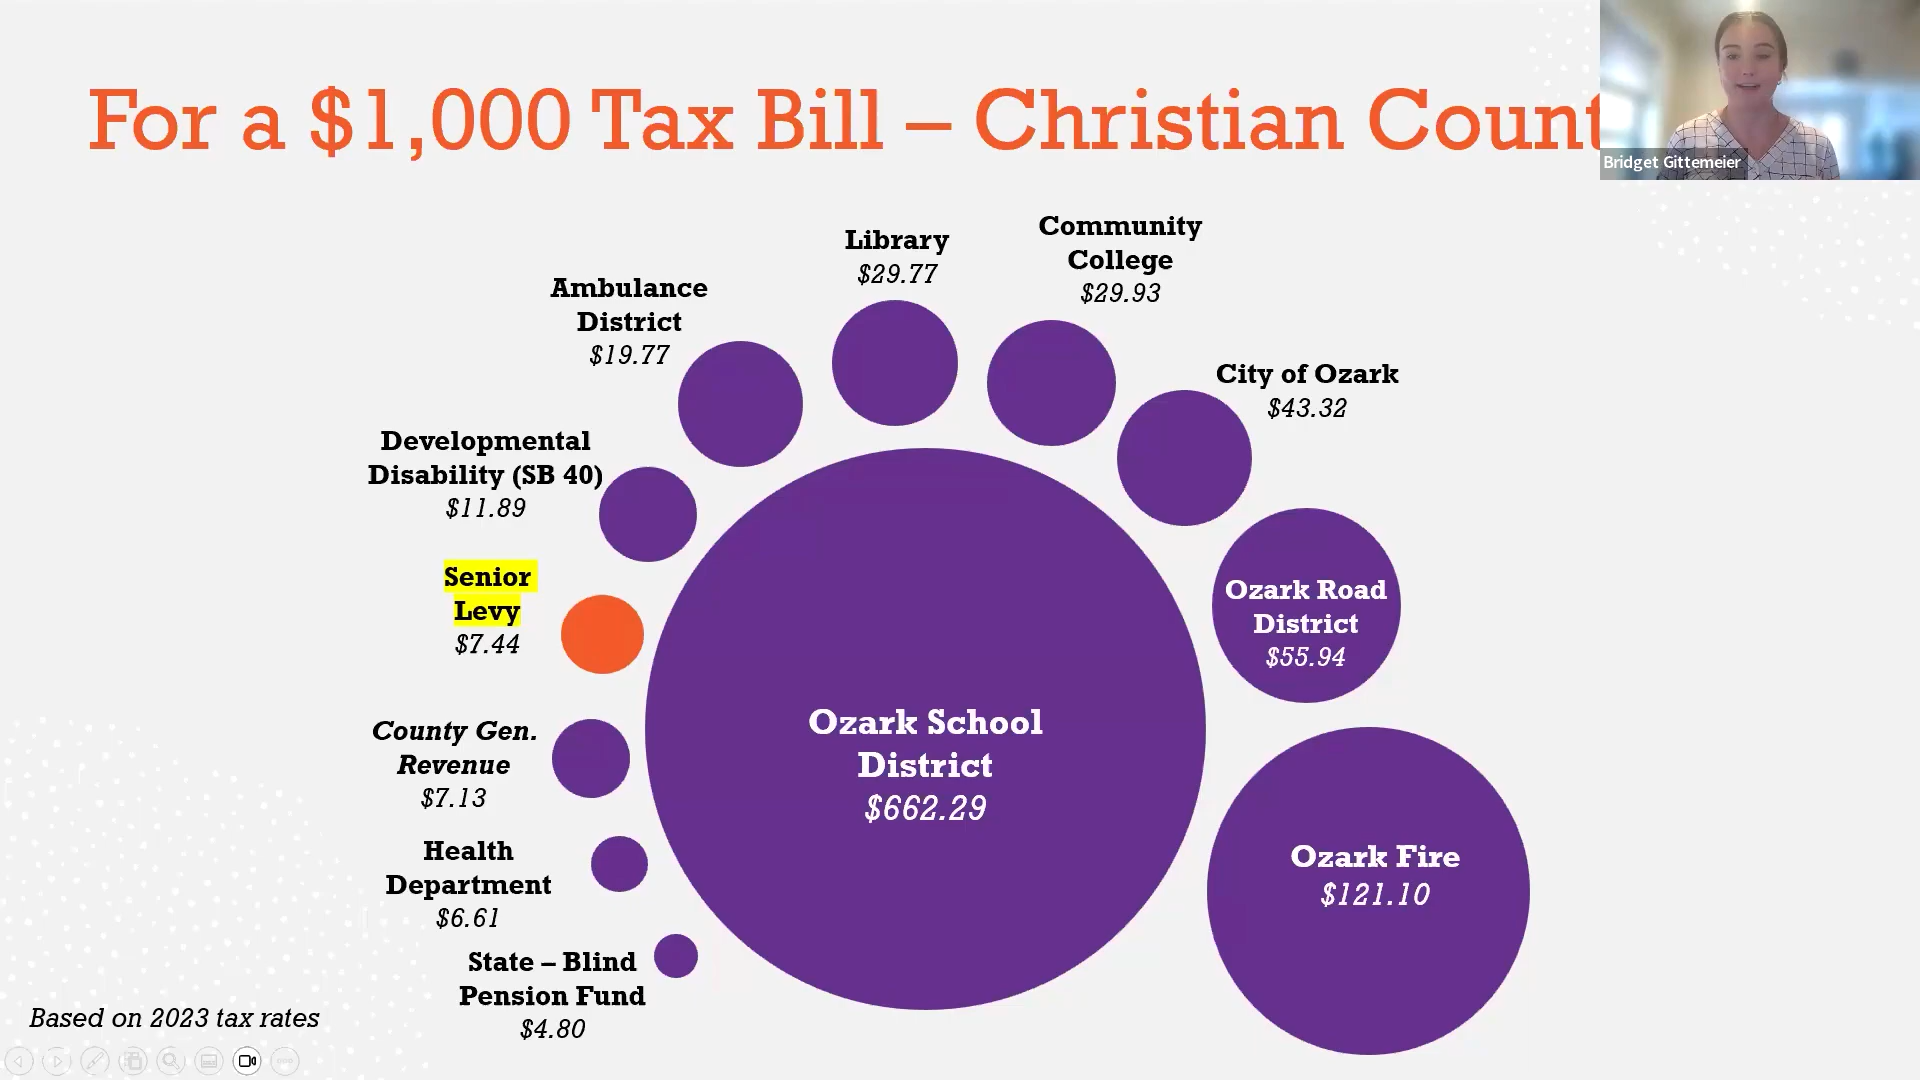 For a $1,000 Tax Bill – Christian Count
Bridget Gittemeier
Community
College
$29.93
Library
$29.77
Ambulance
District
$19.77
City of Ozark
$43.32
Developmental
Disability (SB 40)
$11.89
Senior
Levy
$7.44
Ozark Road
District
$55.94
County Gen.
Revenue
$7.13
Ozark School
District
$662.29
Health
Department
$6.61
Ozark Fire
$121.10
State – Blind
Pension Fund
$4.80
Based on 2023 tax rates